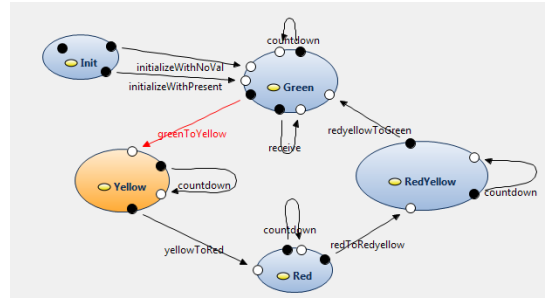 countdown
Init
initializeWithNoVal
initializeWithPresent
Green
greenToYellow
receive
redyellowToGreen
Yellow
countdown
RedYellow
countdown
yellowToRed
countdown
redToRedyellow
Red